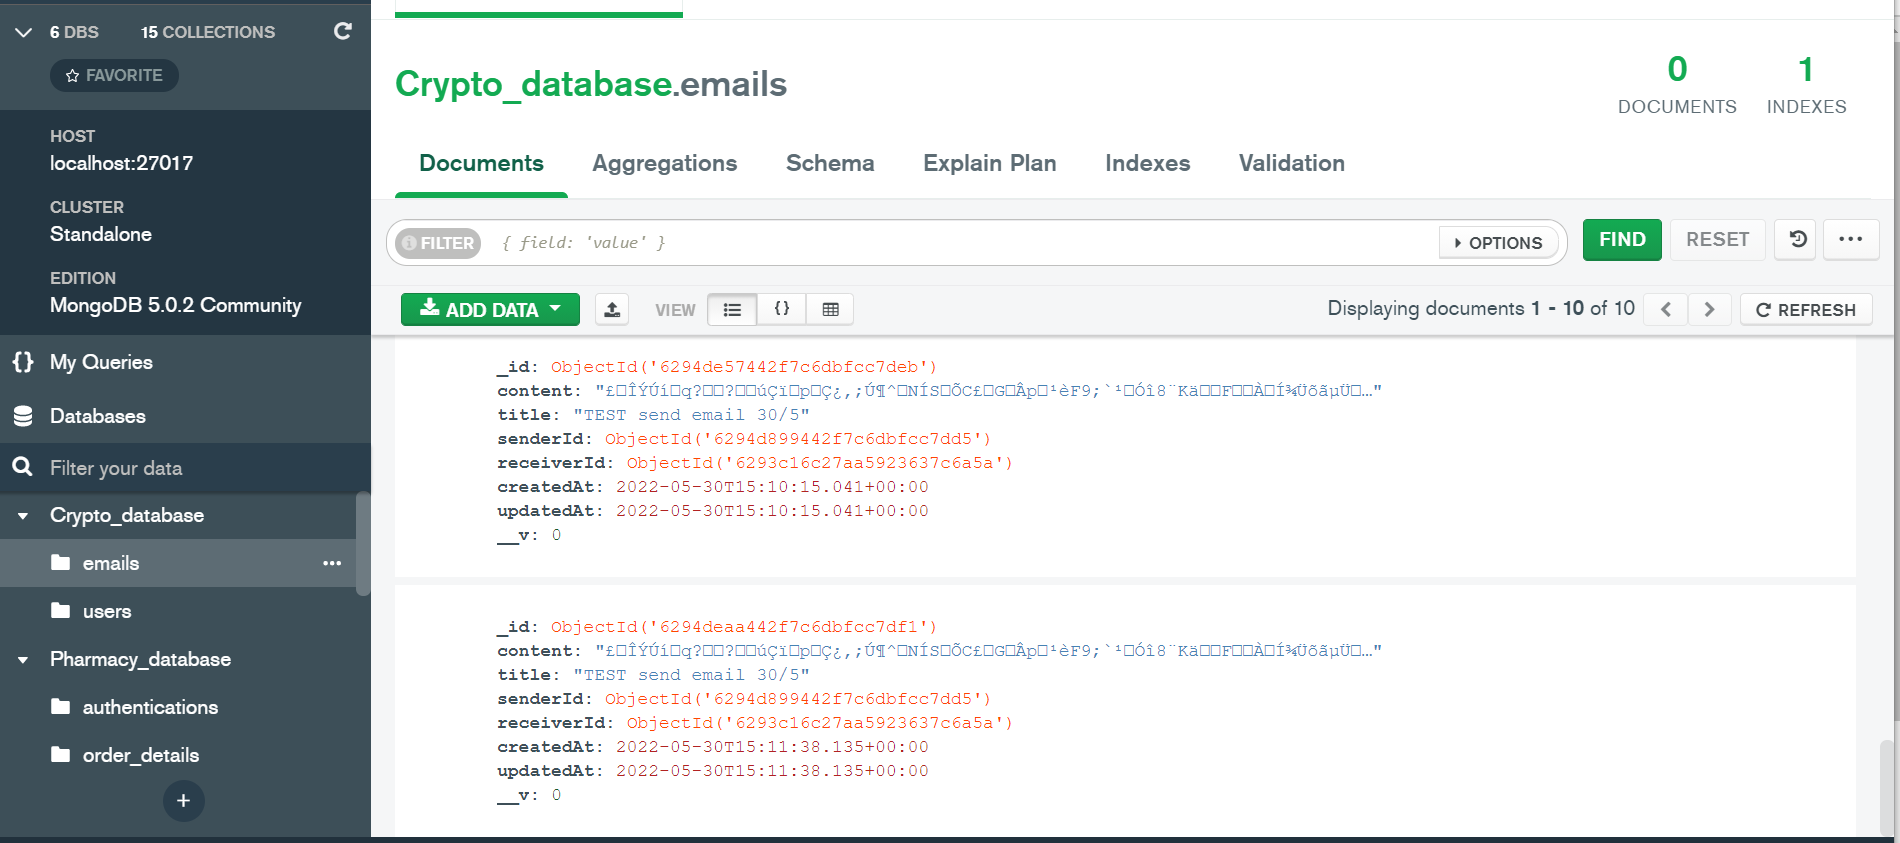 6 DBS 15 COLLECTIONS
FAVORITE
HOST
localhost:27017
CLUSTER
Standalone
EDITION
MongoDB 5.0.2 Community
{} My Queries
Databases
Filter your data
Crypto_database
emails ...
users
Pharmacy_database
authentications
order_details
+
Crypto_database.emails
0 DOCUMENTS
1 INDEXES
Documents Aggregations Schema Explain Plan Indexes Validation
FILTER { field: 'value' } OPTIONS FIND RESET ...
ADD DATA VIEW {} Displaying documents 1 - 10 of 10 < > REFRESH
_id: ObjectId('6294de57442f7c6dbfcc7deb')
content: "£□ÎÝÚí□q?□□?□□úÇï□p□Ç¿,;Ú¶^□NÍS□ÕC£□G□Âp□¹èF9;`¹□Óî8¨Kä□□F□□À□Í¾ÜõãµÜ□…"
title: "TEST send email 30/5"
senderId: ObjectId('6294d899442f7c6dbfcc7dd5')
receiverId: ObjectId('6293c16c27aa5923637c6a5a')
createdAt: 2022-05-30T15:10:15.041+00:00
updatedAt: 2022-05-30T15:10:15.041+00:00
__v: 0
_id: ObjectId('6294deaa442f7c6dbfcc7df1')
content: "£□ÎÝÚí□q?□□?□□úÇï□p□Ç¿,;Ú¶^□NÍS□ÕC£□G□Âp□¹èF9;`¹□Óî8¨Kä□□F□□À□Í¾ÜõãµÜ□…"
title: "TEST send email 30/5"
senderId: ObjectId('6294d899442f7c6dbfcc7dd5')
receiverId: ObjectId('6293c16c27aa5923637c6a5a')
createdAt: 2022-05-30T15:11:38.135+00:00
updatedAt: 2022-05-30T15:11:38.135+00:00
__v: 0